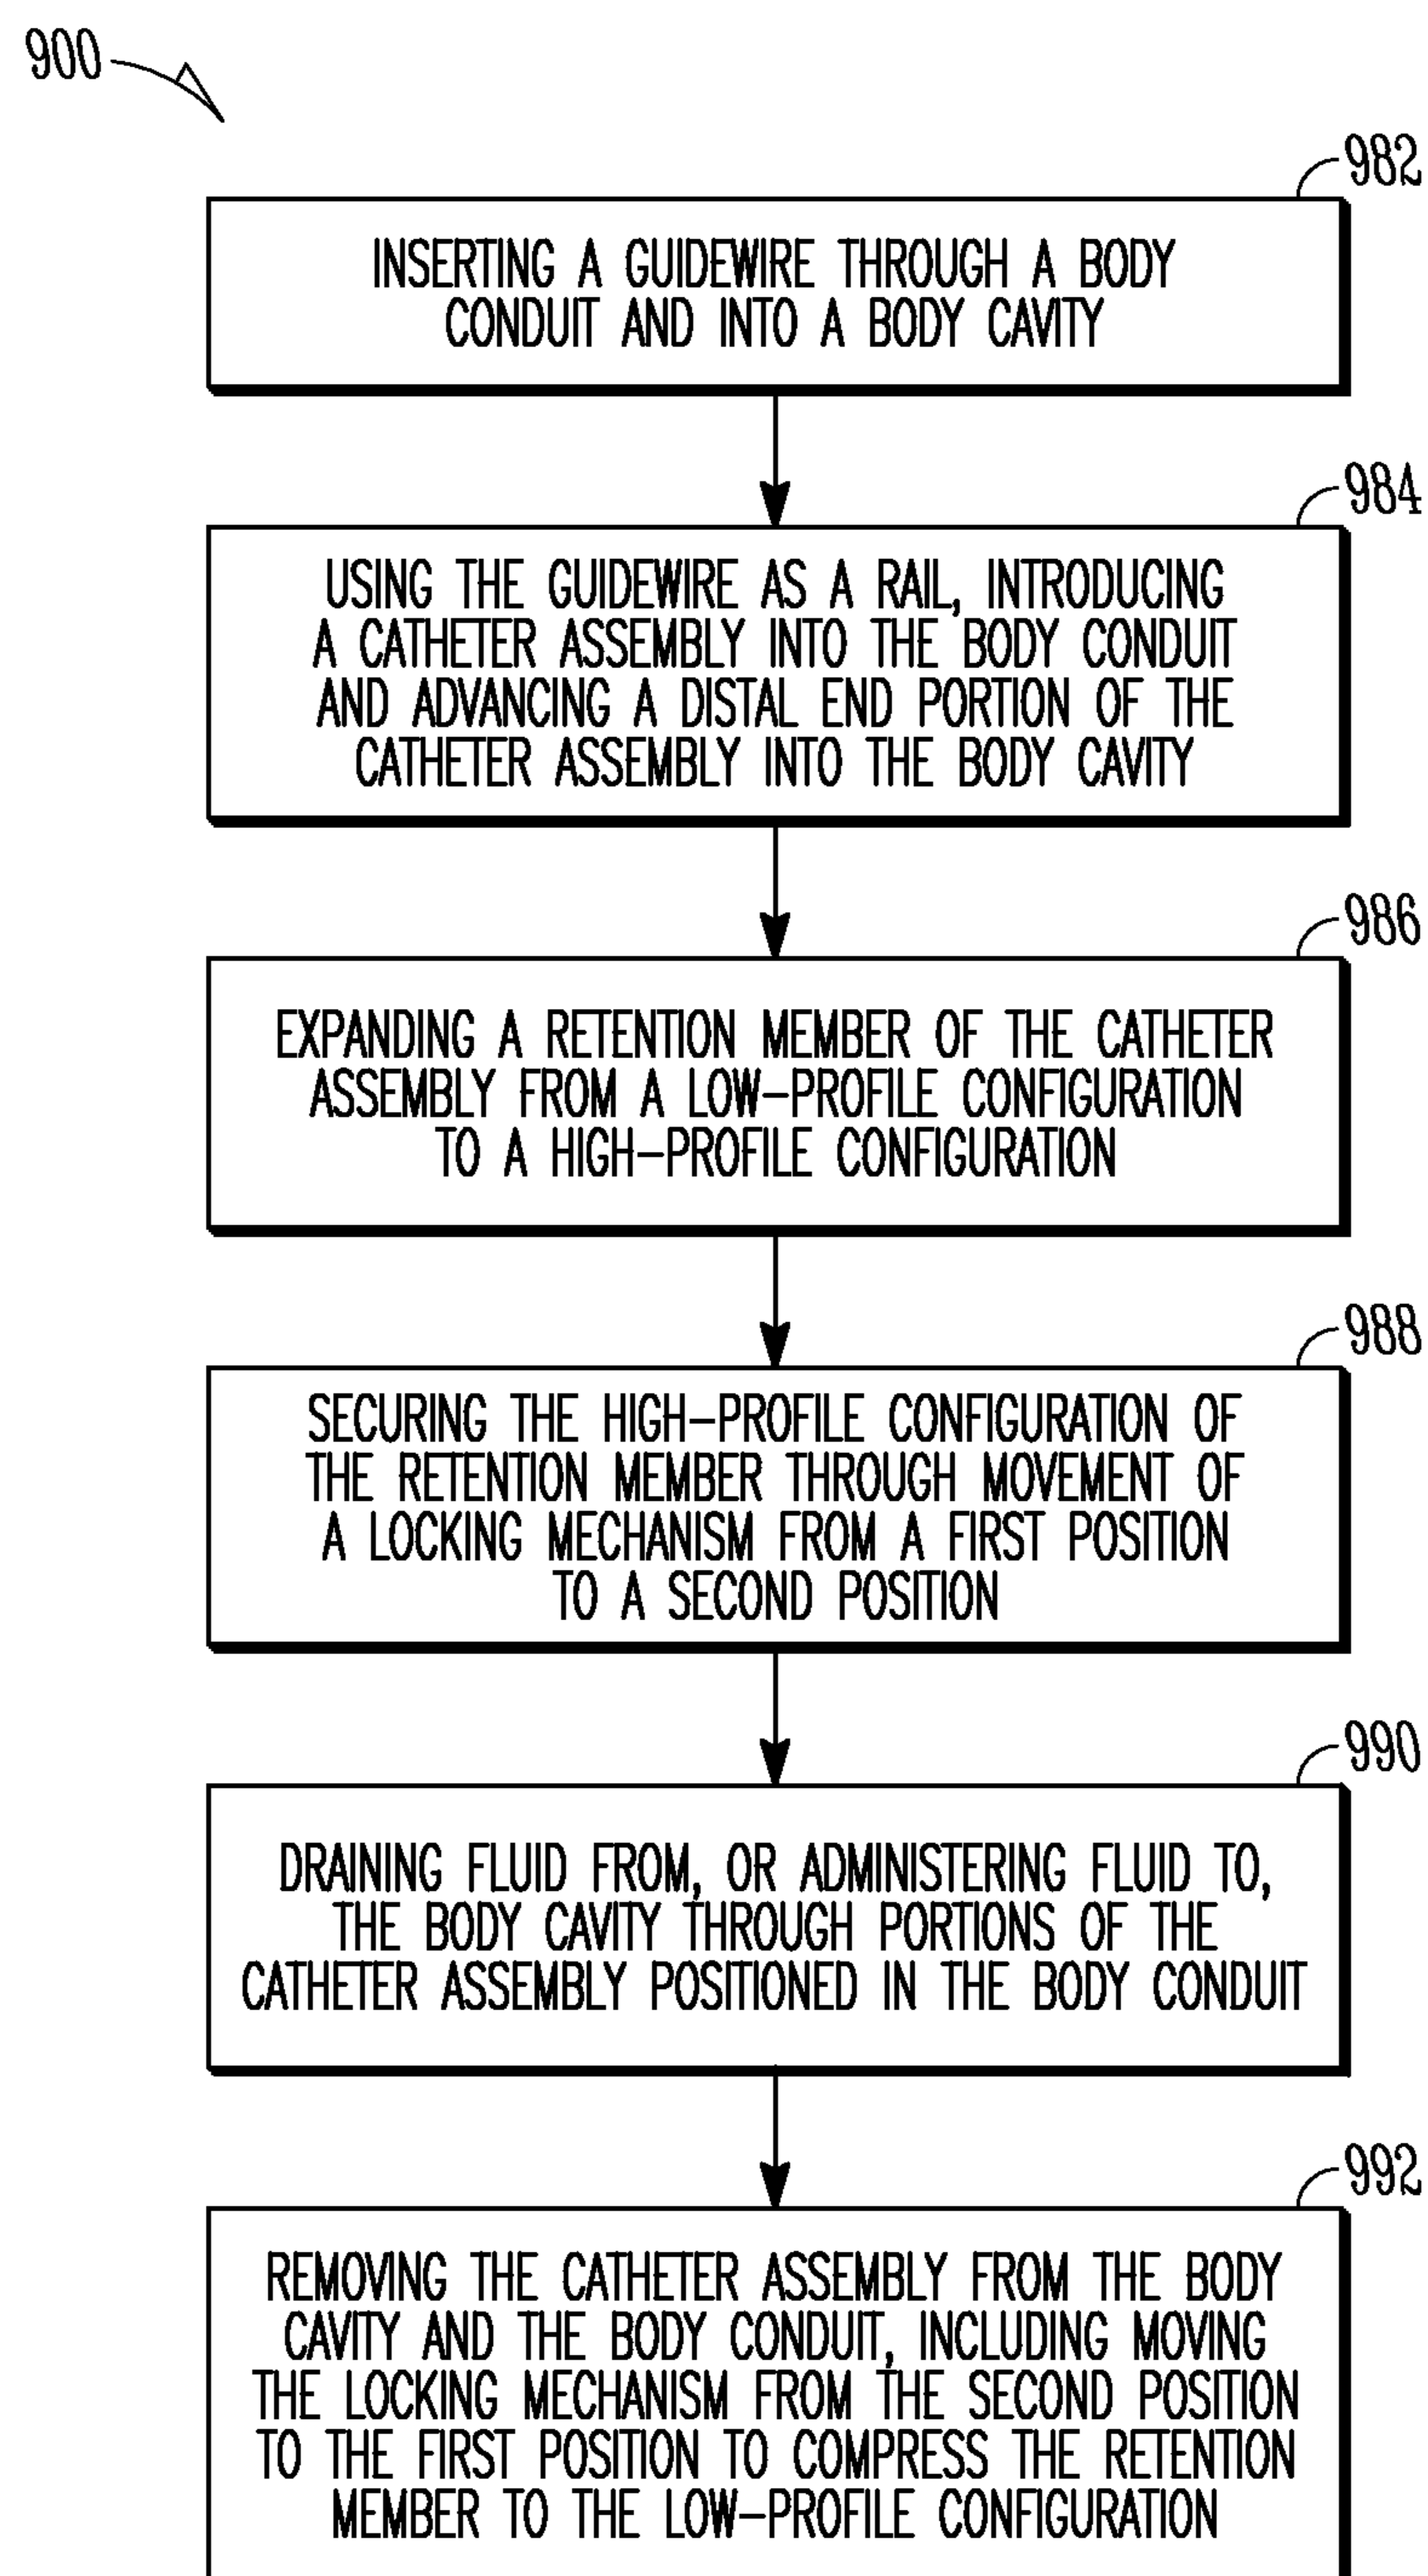 900
982
INSERTING A GUIDEWIRE THROUGH A BODY
CONDUIT AND INTO A BODY CAVITY
984
USING THE GUIDEWIRE AS A RAIL, INTRODUCING
A CATHETER ASSEMBLY INTO THE BODY CONDUIT
AND ADVANCING A DISTAL END PORTION OF THE
CATHETER ASSEMBLY INTO THE BODY CAVITY
986
EXPANDING A RETENTION MEMBER OF THE CATHETER
ASSEMBLY FROM A LOW-PROFILE CONFIGURATION
TO A HIGH-PROFILE CONFIGURATION
988
SECURING THE HIGH-PROFILE CONFIGURATION OF
THE RETENTION MEMBER THROUGH MOVEMENT OF
A LOCKING MECHANISM FROM A FIRST POSITION
TO A SECOND POSITION
990
DRAINING FLUID FROM, OR ADMINISTERING FLUID TO,
THE BODY CAVITY THROUGH PORTIONS OF THE
CATHETER ASSEMBLY POSITIONED IN THE BODY CONDUIT
992
REMOVING THE CATHETER ASSEMBLY FROM THE BODY
CAVITY AND THE BODY CONDUIT, INCLUDING MOVING
THE LOCKING MECHANISM FROM THE SECOND POSITION
TO THE FIRST POSITION TO COMPRESS THE RETENTION
MEMBER TO THE LOW-PROFILE CONFIGURATION